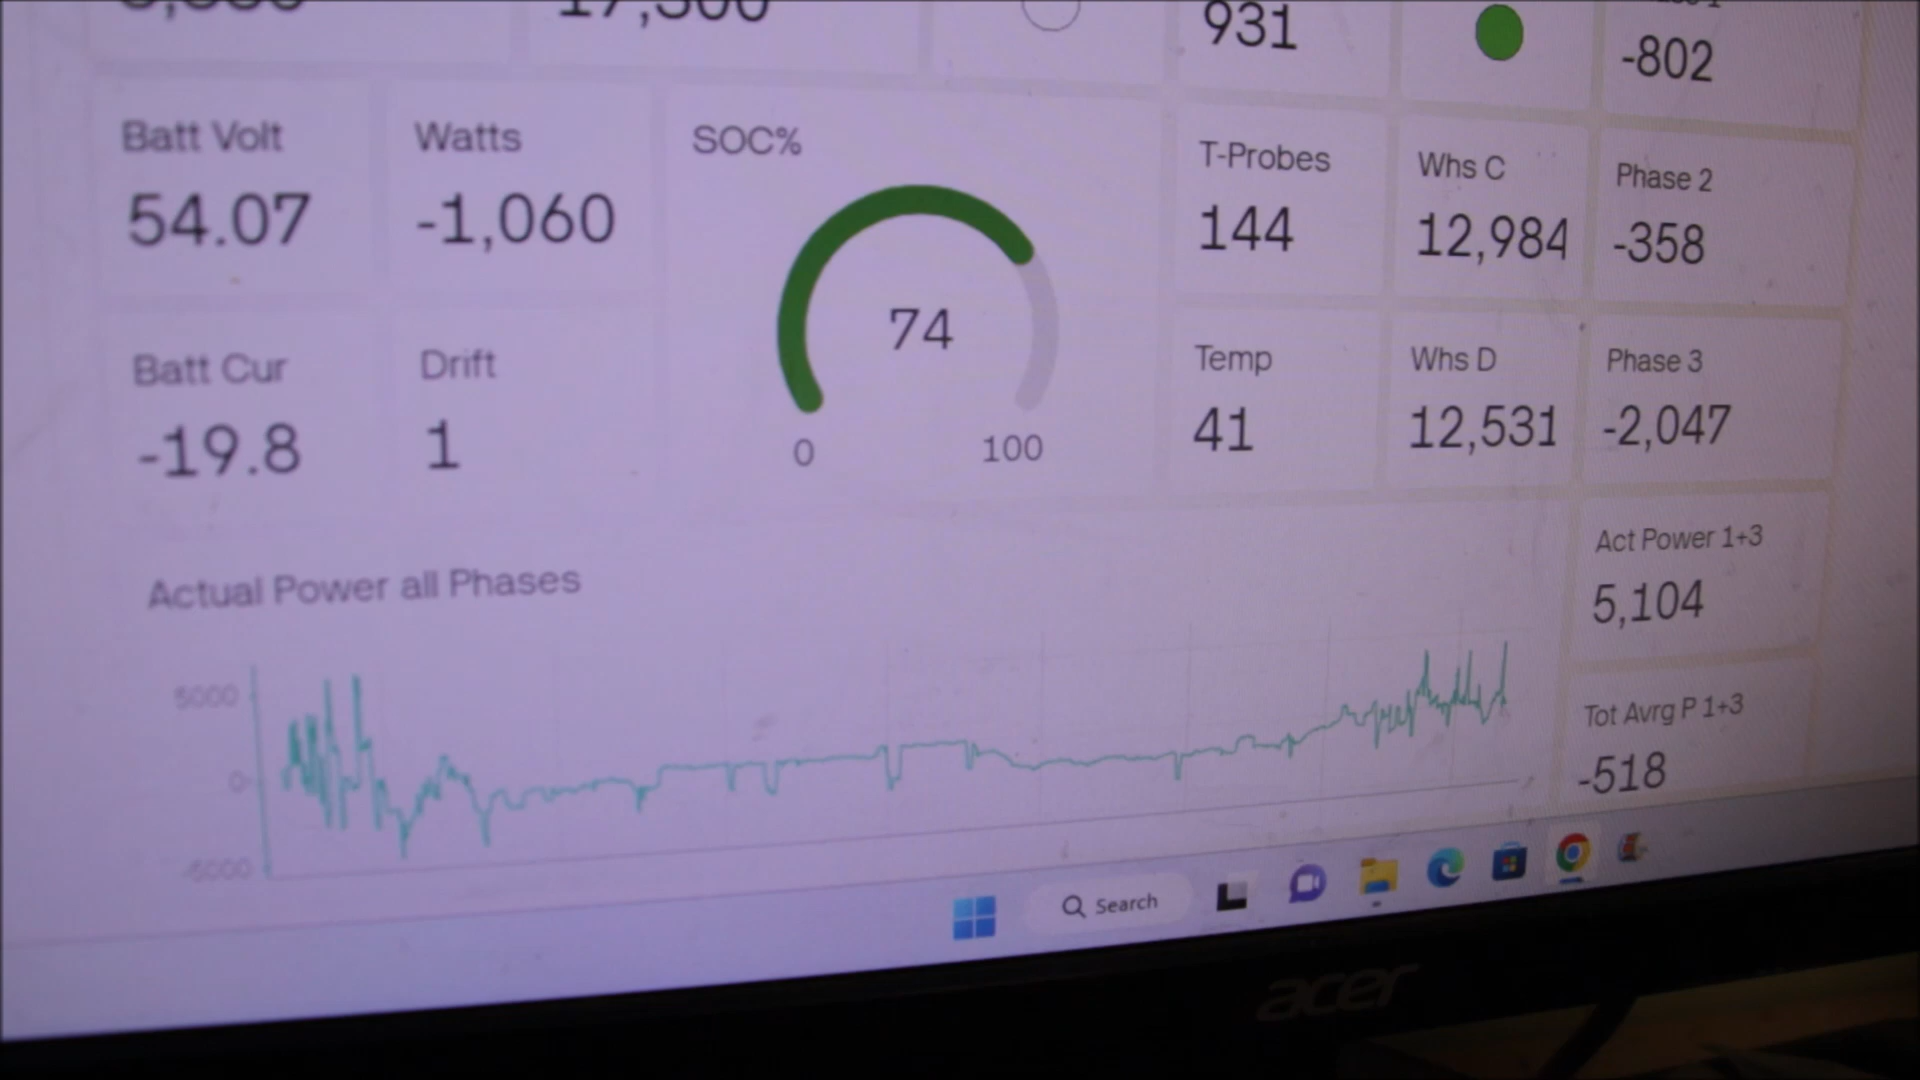 931
-802
Batt Volt
54.07
Watts
-1,060
SOC%
74
0
100
T-Probes
144
Whs C
12,984
Phase 2
-358
Batt Cur
-19.8
Drift
1
Temp
41
Whs D
12,531
Phase 3
-2,047
Act Power 1+3
5,104
Actual Power all Phases
5000
0
-5000
Tot Avrg P 1+3
-518
Search
acer